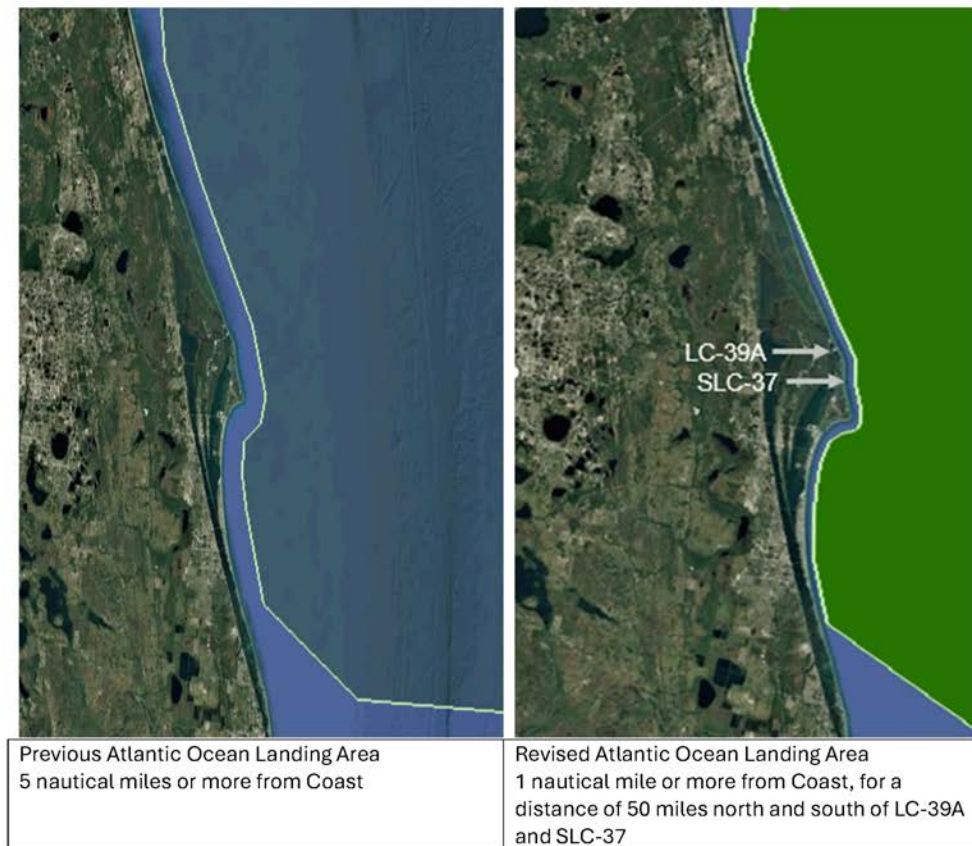 LC-39A
SLC-37
Previous Atlantic Ocean Landing Area
5 nautical miles or more from Coast
Revised Atlantic Ocean Landing Area
1 nautical mile or more from Coast, for a
distance of 50 miles north and south of LC-39A
and SLC-37